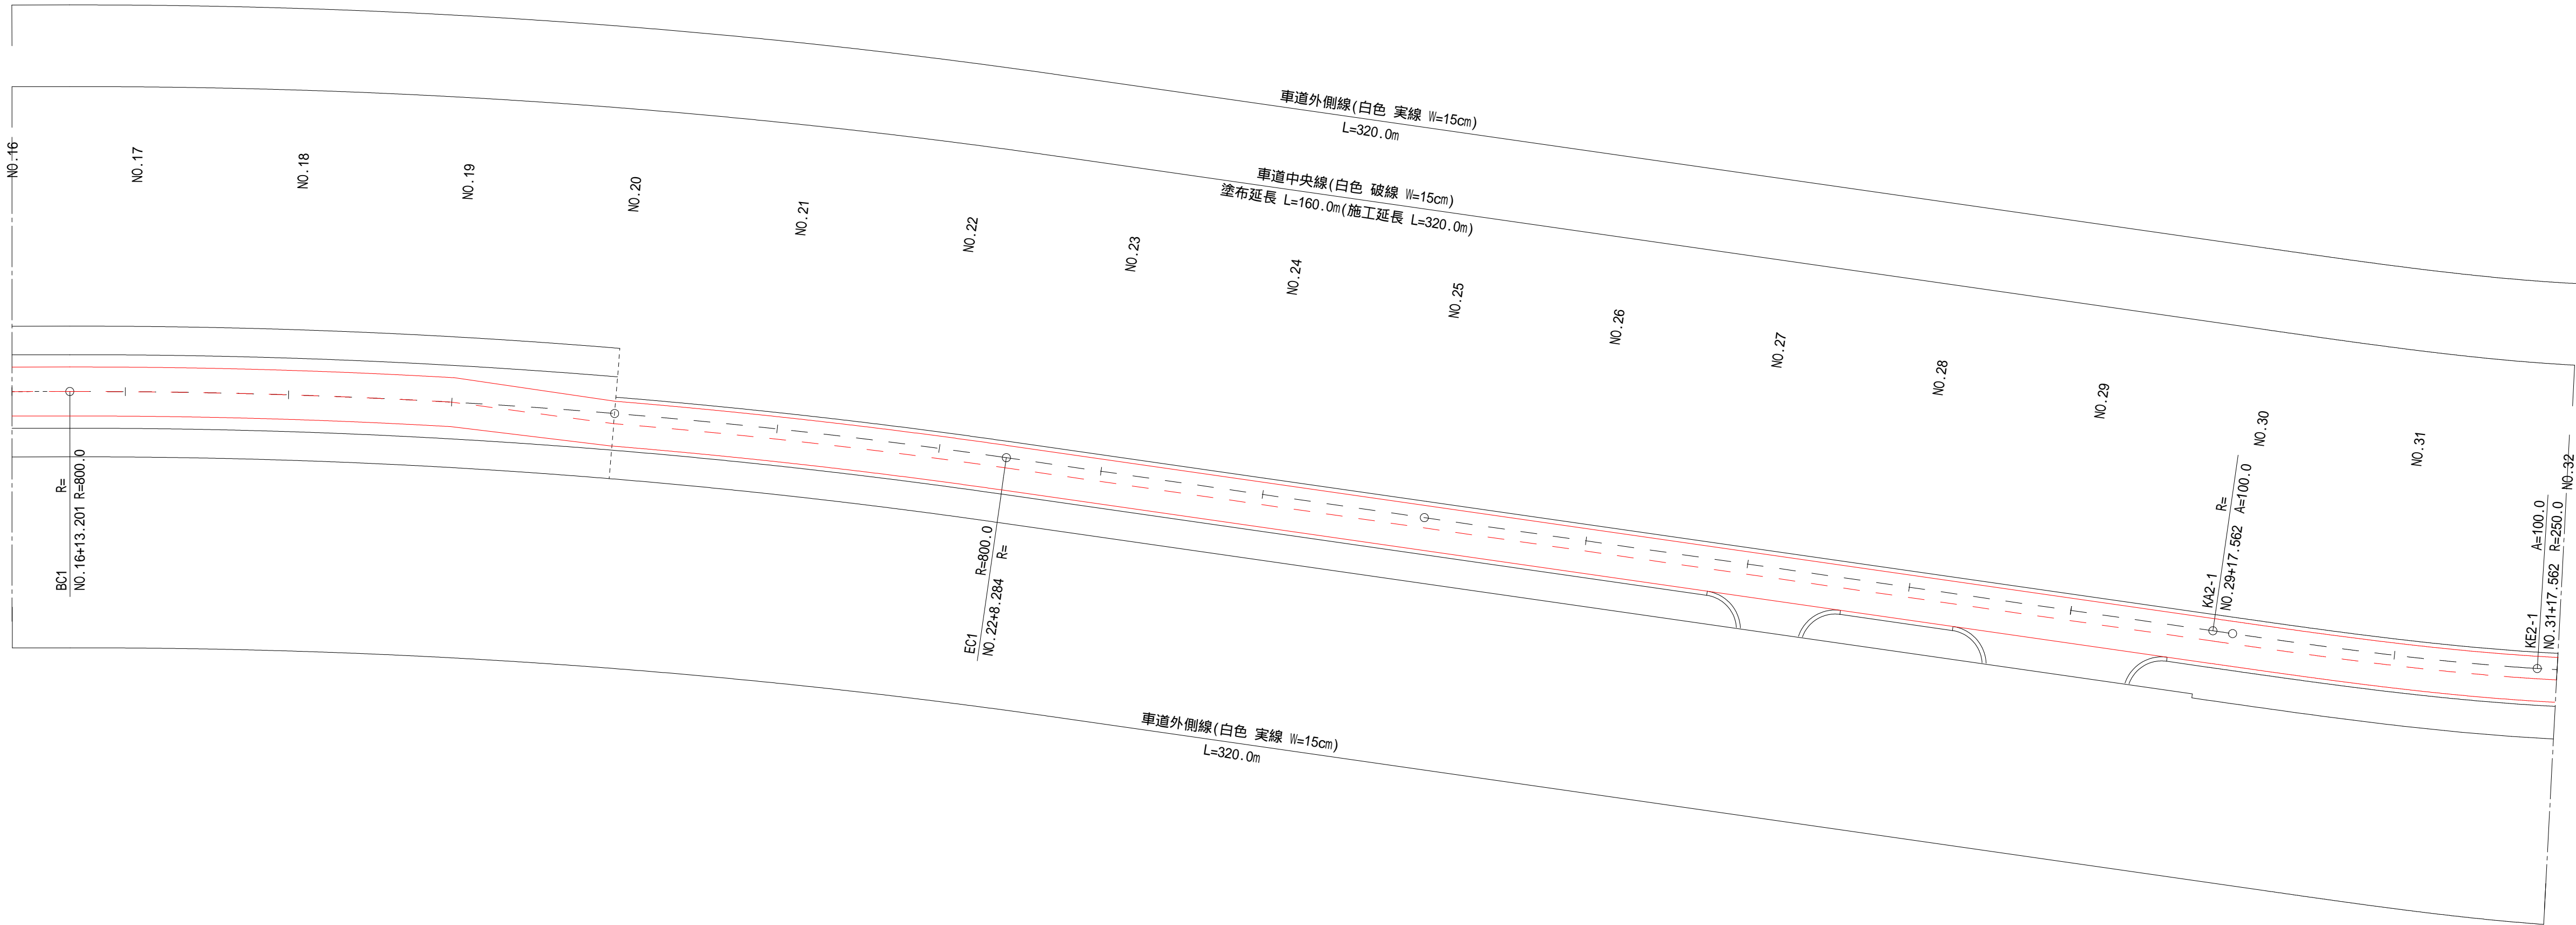 車道外側線(白色 実線 W=15cm)
L=320.0m
車道中央線(白色 破線 W=15cm)
塗布延長 L=160.0m(施工延長 L=320.0m)
NO.16
NO.17
NO.18
NO.19
NO.20
NO.21
NO.22
NO.23
NO.24
NO.25
NO.26
NO.27
NO.28
NO.29
NO.30
NO.31
NO.32
BC1 R=
NO.16+13.201 R=800.0
EC1 R=800.0
NO.22+8.284 R=
KA2-1 R=
NO.29+17.562 A=100.0
KE2-1 A=100.0
NO.31+17.562 R=250.0
車道外側線(白色 実線 W=15cm)
L=320.0m